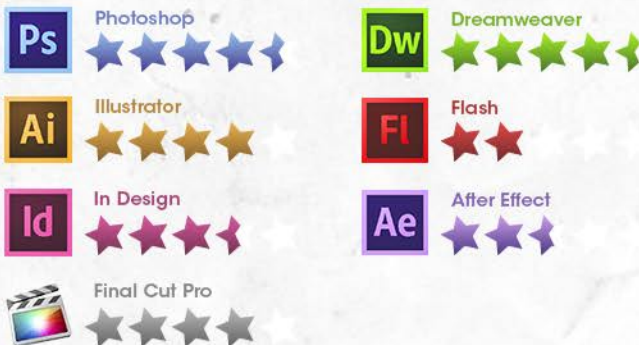 Photoshop
Ps
Illustrator
Ai
In Design
Id
Final Cut Pro
Dreamweaver
Dw
Flash
Fl
After Effect
Ae